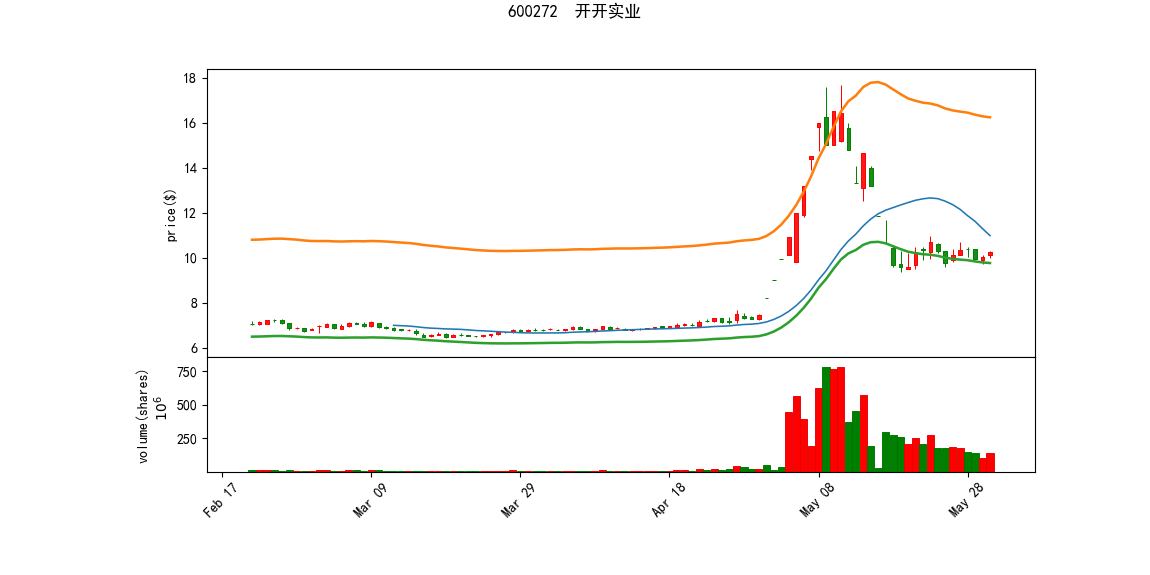 600272 开开实业
price($)
18
16
14
12
10
8
6
volume(shares)
10^6
750
500
250
Feb 17
Mar 09
Mar 29
Apr 18
May 08
May 28